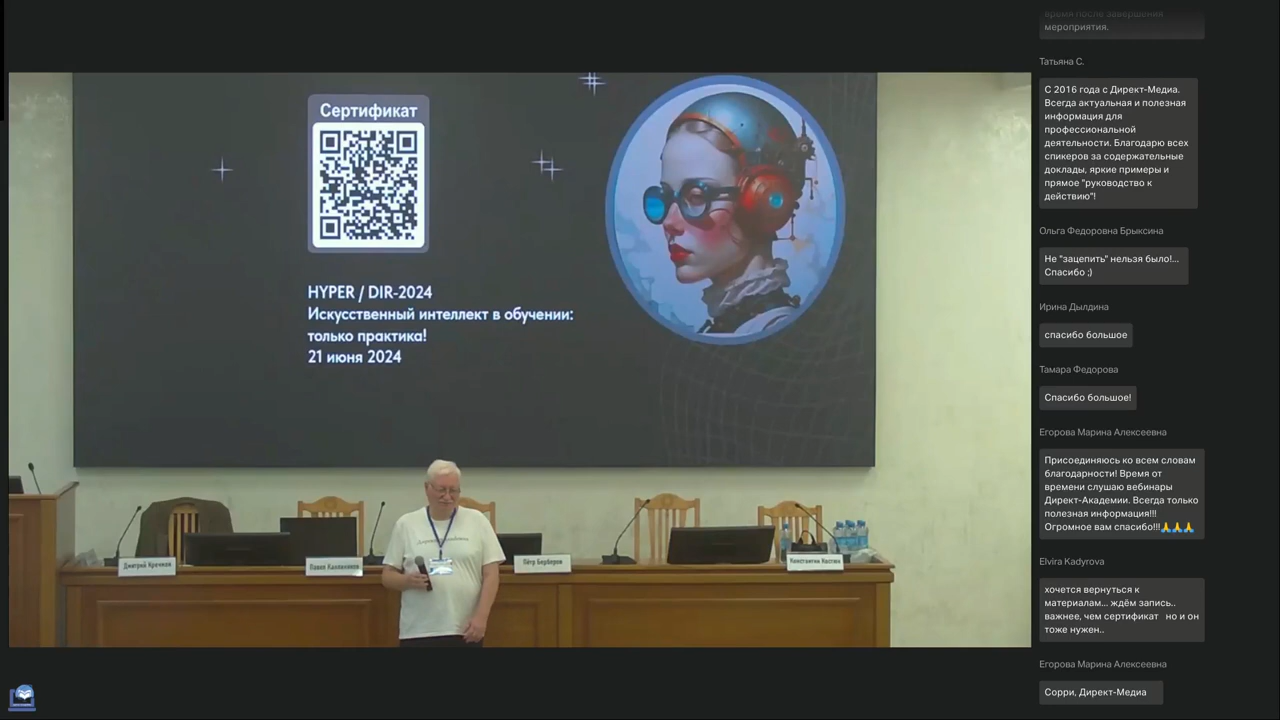 Сертификат
HYPER / DIR-2024
Искусственный интеллект в обучении:
только практика!
21 июня 2024
Дмитрий Кручков
Павел Калинников
Пётр Берберов
Константин Костюк
время после завершения
мероприятия.
Татьяна С.
С 2016 года с Директ-Медиа.
Всегда актуальная и полезная
информация для
профессиональной
деятельности. Благодарю всех
спикеров за содержательные
доклады, яркие примеры и
прямое "руководство к
действию"!
Ольга Федоровна Брыксина
Не "зацепить" нельзя было!...
Спасибо ;)
Ирина Дылдина
спасибо большое
Тамара Федорова
Спасибо большое!
Егорова Марина Алексеевна
Присоединяюсь ко всем словам
благодарности! Время от
времени слушаю вебинары
Директ-Академии. Всегда только
полезная информация!!!
Огромное вам спасибо!!!🙏🙏🙏
Elvira Kadyrova
хочется вернуться к
материалам... ждём запись..
важнее, чем сертификат но и он
тоже нужен..
Егорова Марина Алексеевна
Сорри, Директ-Медиа